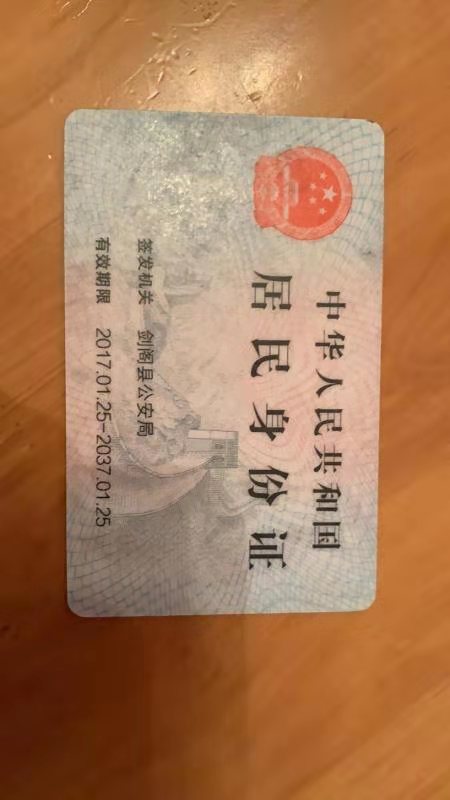 中华人民共和国
居民身份证
签发机关 剑阁县公安局
有效期限 2017.01.25-2037.01.25